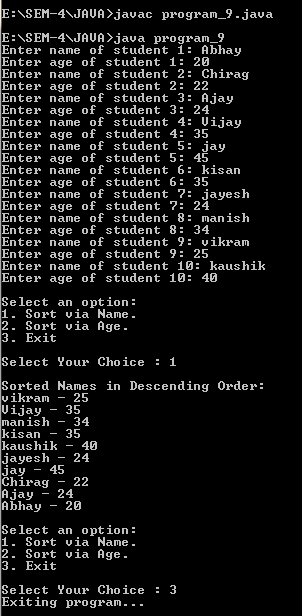 E:\SEM-4\JAVA>javac program_9.java
E:\SEM-4\JAVA>java program_9
Enter name of student 1: Abhay
Enter age of student 1: 20
Enter name of student 2: Chirag
Enter age of student 2: 22
Enter name of student 3: Ajay
Enter age of student 3: 24
Enter name of student 4: Vijay
Enter age of student 4: 35
Enter name of student 5: jay
Enter age of student 5: 45
Enter name of student 6: kisan
Enter age of student 6: 35
Enter name of student 7: jayesh
Enter age of student 7: 24
Enter name of student 8: manish
Enter age of student 8: 34
Enter name of student 9: vikram
Enter age of student 9: 25
Enter name of student 10: kaushik
Enter age of student 10: 40
Select an option:
1. Sort via Name.
2. Sort via Age.
3. Exit
Select Your Choice : 1
Sorted Names in Descending Order:
vikram - 25
Vijay - 35
manish - 34
kisan - 35
kaushik - 40
jayesh - 24
jay - 45
Chirag - 22
Ajay - 24
Abhay - 20
Select an option:
1. Sort via Name.
2. Sort via Age.
3. Exit
Select Your Choice : 3
Exiting program...